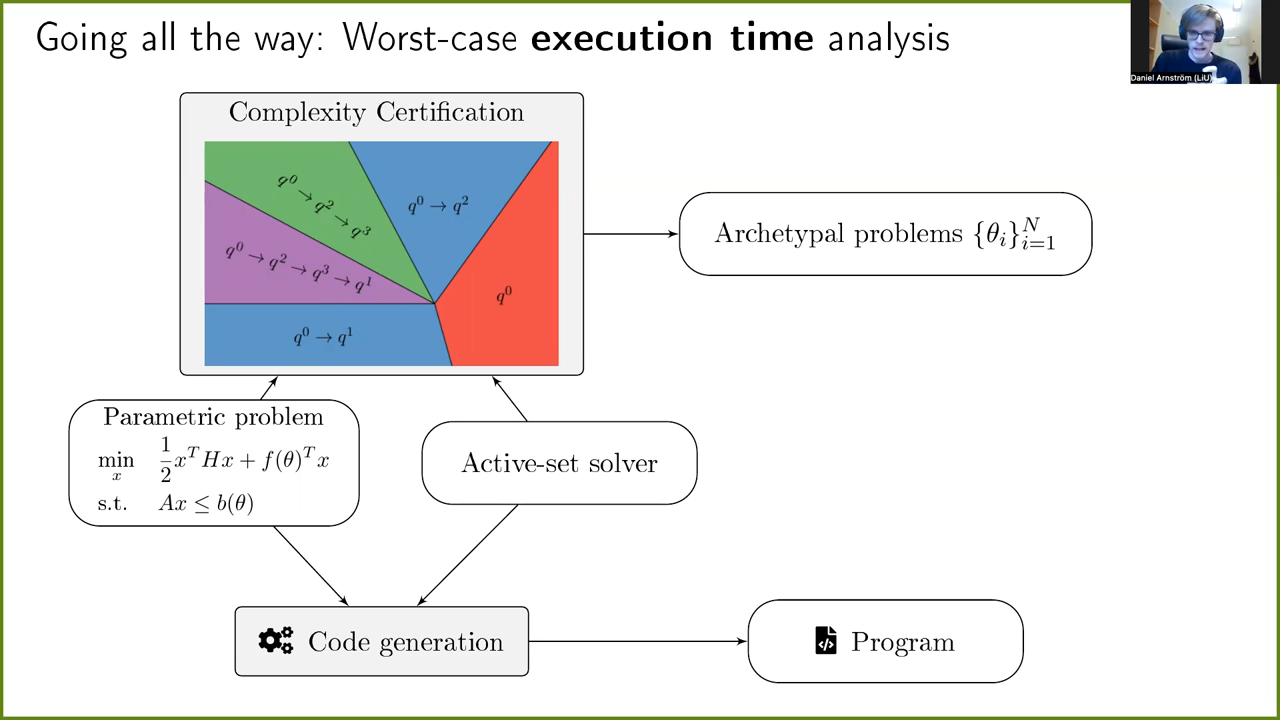 Going all the way: Worst-case execution time analysis
Daniel Arnström (LiU)
Complexity Certification
q^0 → q^2 → q^3
q^0 → q^2
q^0 → q^2 → q^3 → q^1
q^0
q^0 → q^1
Archetypal problems {θ_i}_{i=1}^N
Parametric problem
min_x 1/2 x^T Hx + f(θ)^T x
s.t. Ax ≤ b(θ)
Active-set solver
Code generation
Program